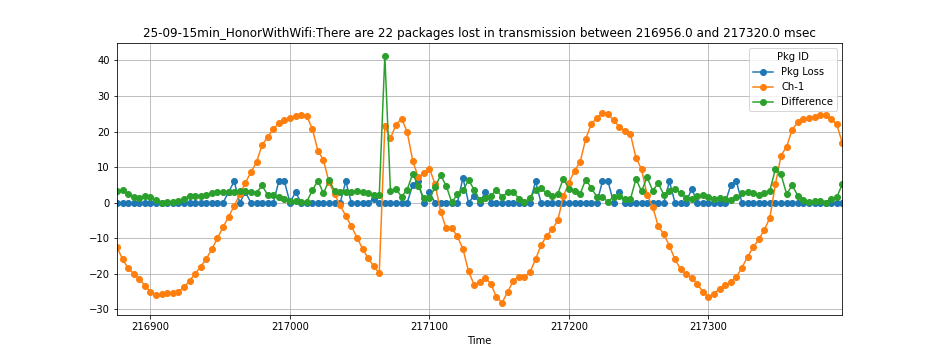 25-09-15min_HonorWithWifi:There are 22 packages lost in transmission between 216956.0 and 217320.0 msec
Pkg ID
Pkg Loss
Ch-1
Difference
40
30
20
10
0
−10
−20
−30
216900 217000 217100 217200 217300
Time